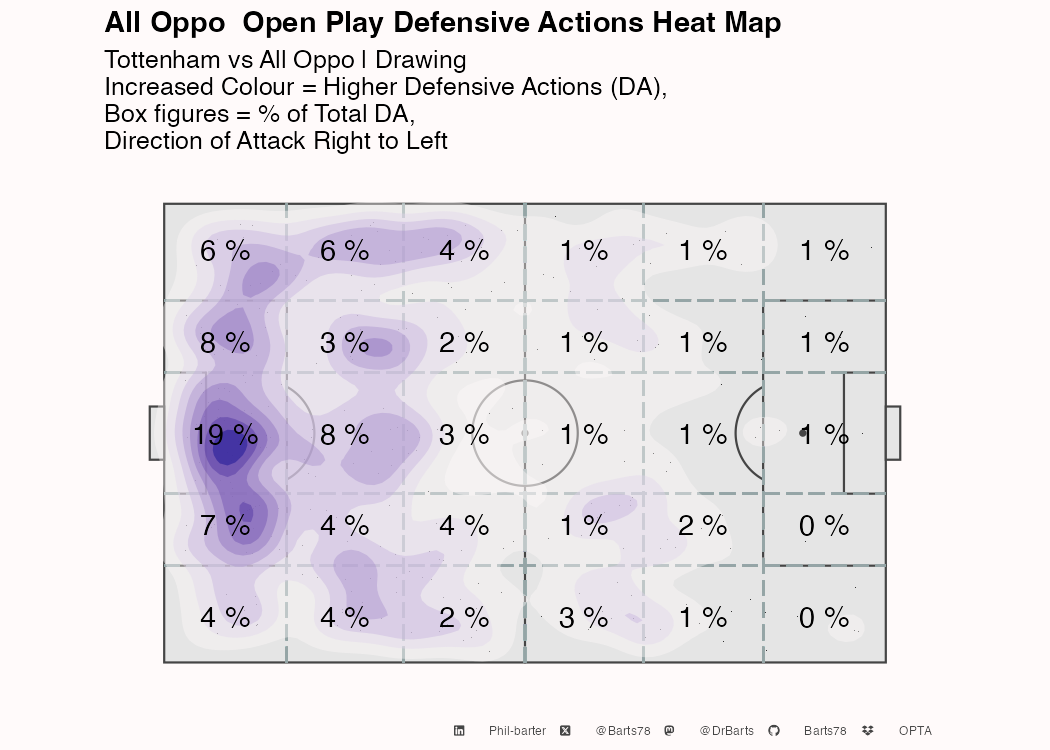 All Oppo  Open Play Defensive Actions Heat Map
Tottenham vs All Oppo | Drawing
Increased Colour = Higher Defensive Actions (DA),
Box figures = % of Total DA,
Direction of Attack Right to Left
6 % 6 % 4 % 1 % 1 % 1 %
8 % 3 % 2 % 1 % 1 % 1 %
19 % 8 % 3 % 1 % 1 % 1 %
7 % 4 % 4 % 1 % 2 % 0 %
4 % 4 % 2 % 3 % 1 % 0 %
Phil-barter @Barts78 @DrBarts Barts78 OPTA